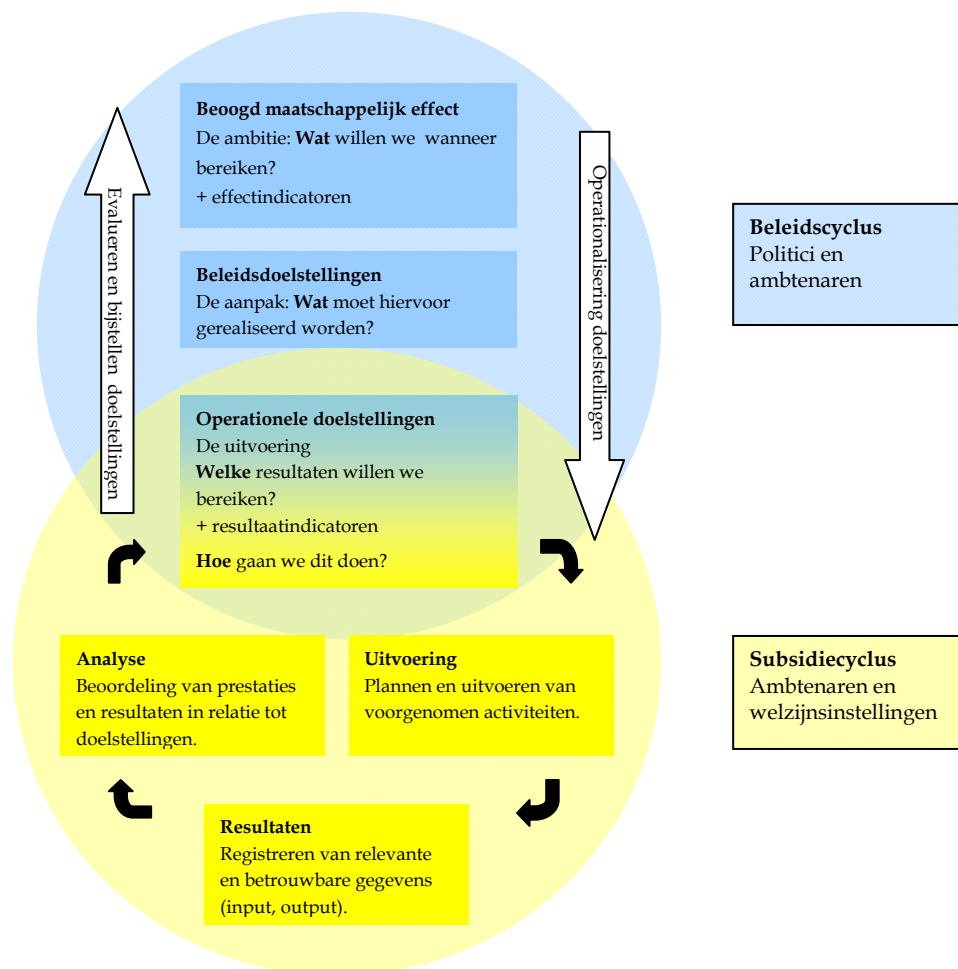 Beoogd maatschappelijk effect
De ambitie: Wat willen we wanneer
bereiken?
+ effectindicatoren
Evalueren en bijstellen doelstellingen
Operationalisering doelstellingen
Beleidsdoelstellingen
De aanpak: Wat moet hiervoor
gerealiseerd worden?
Beleidscyclus
Politici en
ambtenaren
Operationele doelstellingen
De uitvoering
Welke resultaten willen we
bereiken?
+ resultaatindicatoren
Hoe gaan we dit doen?
Analyse
Beoordeling van prestaties
en resultaten in relatie tot
doelstellingen.
Uitvoering
Plannen en uitvoeren van
voorgenomen activiteiten.
Subsidiecyclus
Ambtenaren en
welzijnsinstellingen
Resultaten
Registreren van relevante
en betrouwbare gegevens
(input, output).